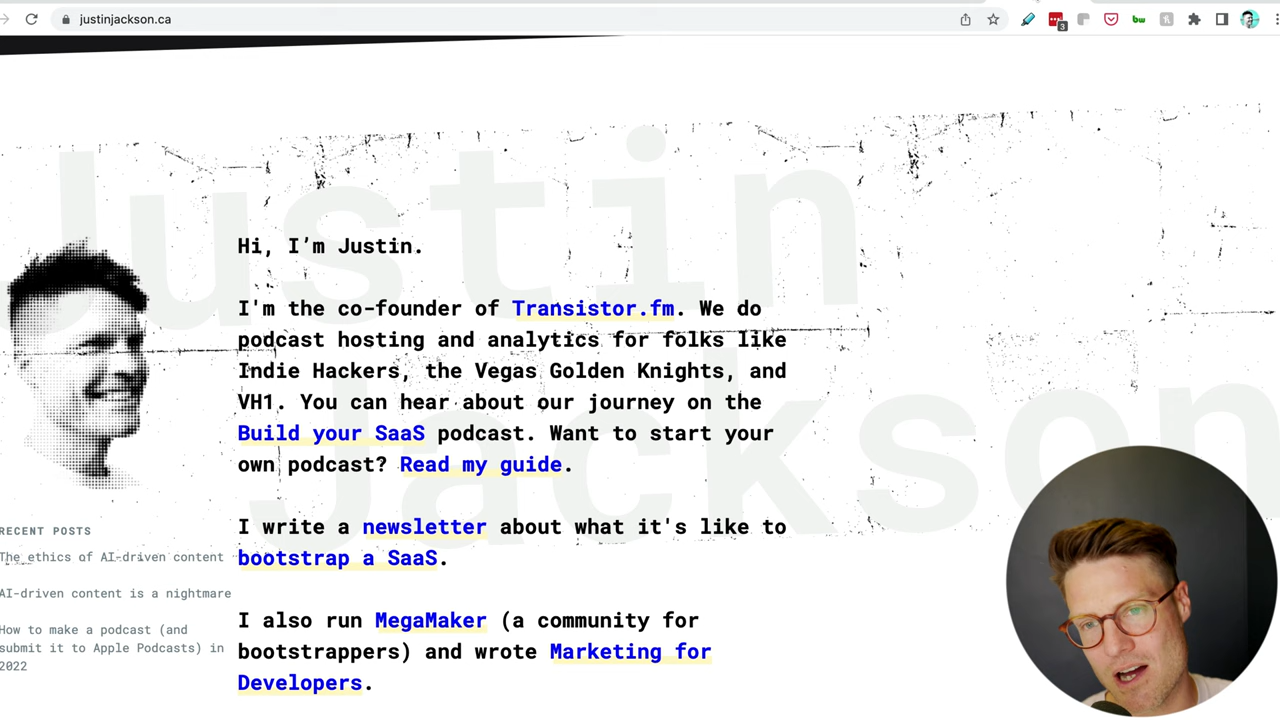 justinjackson.ca
3
bw
Justin
Jackson
Hi, I’m Justin.
I'm the co-founder of Transistor.fm. We do
podcast hosting and analytics for folks like
Indie Hackers, the Vegas Golden Knights, and
VH1. You can hear about our journey on the
Build your SaaS podcast. Want to start your
own podcast? Read my guide.
I write a newsletter about what it's like to
bootstrap a SaaS.
I also run MegaMaker (a community for
bootstrappers) and wrote Marketing for
Developers.
RECENT POSTS
The ethics of AI-driven content
AI-driven content is a nightmare
How to make a podcast (and
submit it to Apple Podcasts) in
2022